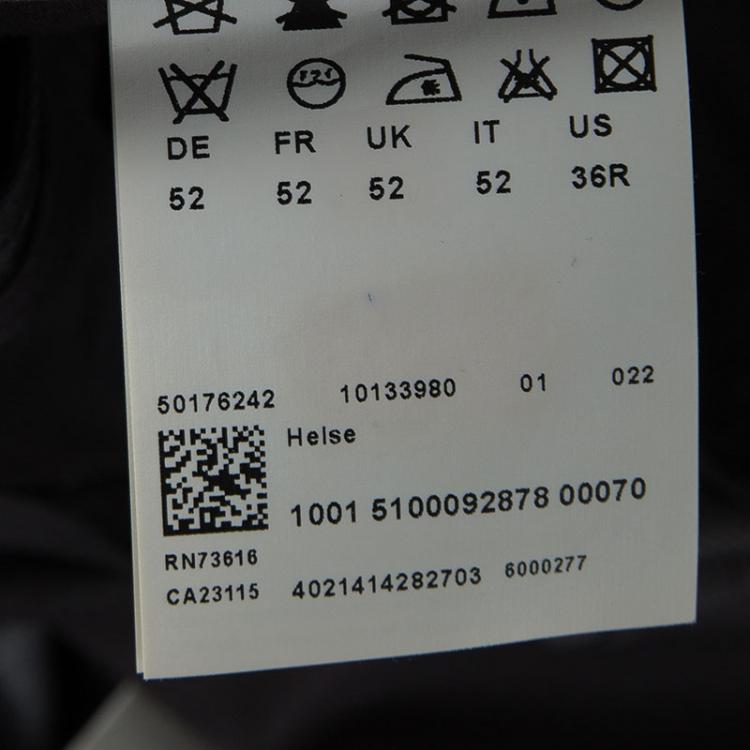 DE FR UK IT US
52 52 52 52 36R
50176242 10133980 01 022
Helse
1001 5100092878 00070
RN73616
CA23115 4021414282703 6000277